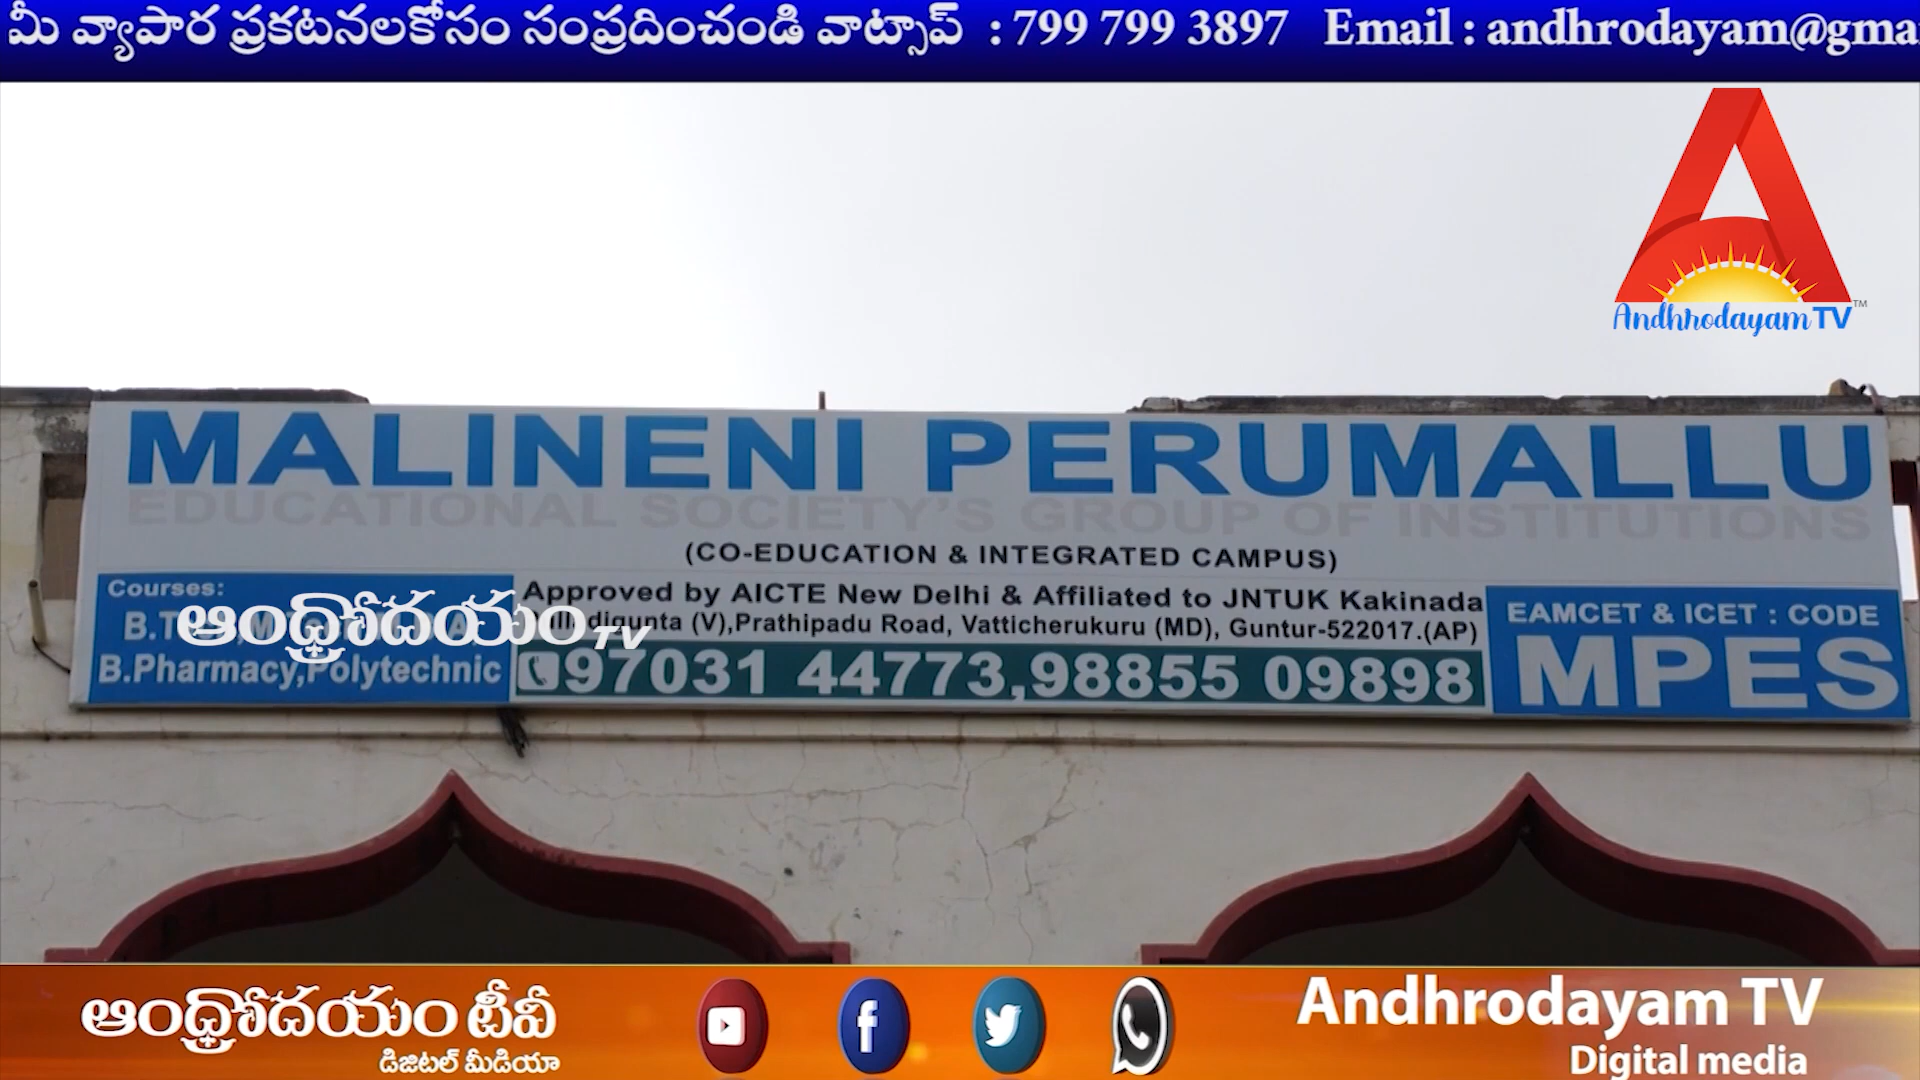 మీ వ్యాపార ప్రకటనలకోసం సంప్రదించండి వాట్సాప్ : 799 799 3897 Email : andhrodayam@gma
Andhrodayam TV™
MALINENI PERUMALLU
EDUCATIONAL SOCIETY'S GROUP OF INSTITUTIONS
(CO-EDUCATION & INTEGRATED CAMPUS)
Courses:
B.Pharmacy,Polytechnic
ఆంధ్రోదయం TV
Approved by AICTE New Delhi & Affiliated to JNTUK Kakinada
(V),Prathipadu Road, Vatticherukuru (MD), Guntur-522017.(AP)
97031 44773,98855 09898
EAMCET & ICET : CODE
MPES
ఆంధ్రోదయం టీవీ
డిజిటల్ మీడియా
Andhrodayam TV
Digital media